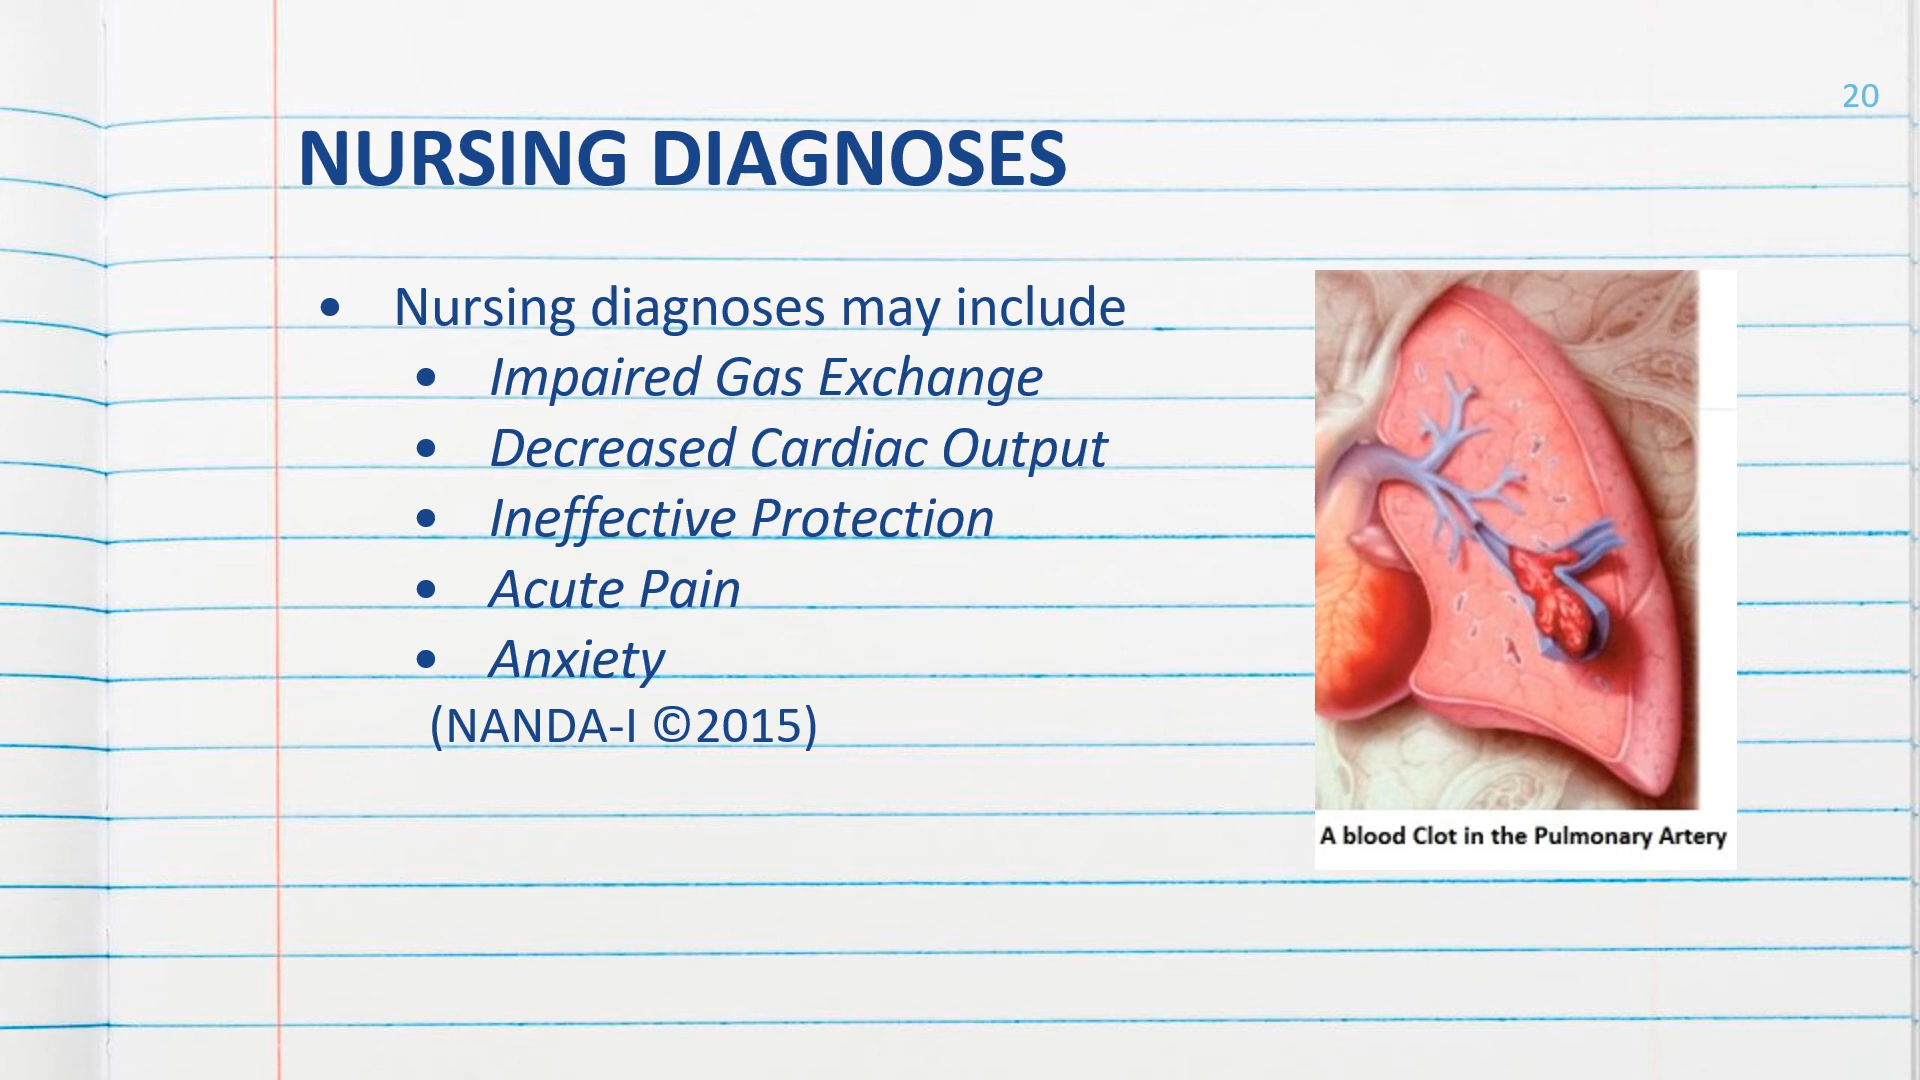 20
NURSING DIAGNOSES
• Nursing diagnoses may include
• Impaired Gas Exchange
• Decreased Cardiac Output
• Ineffective Protection
• Acute Pain
• Anxiety
(NANDA-I ©2015)
A blood Clot in the Pulmonary Artery